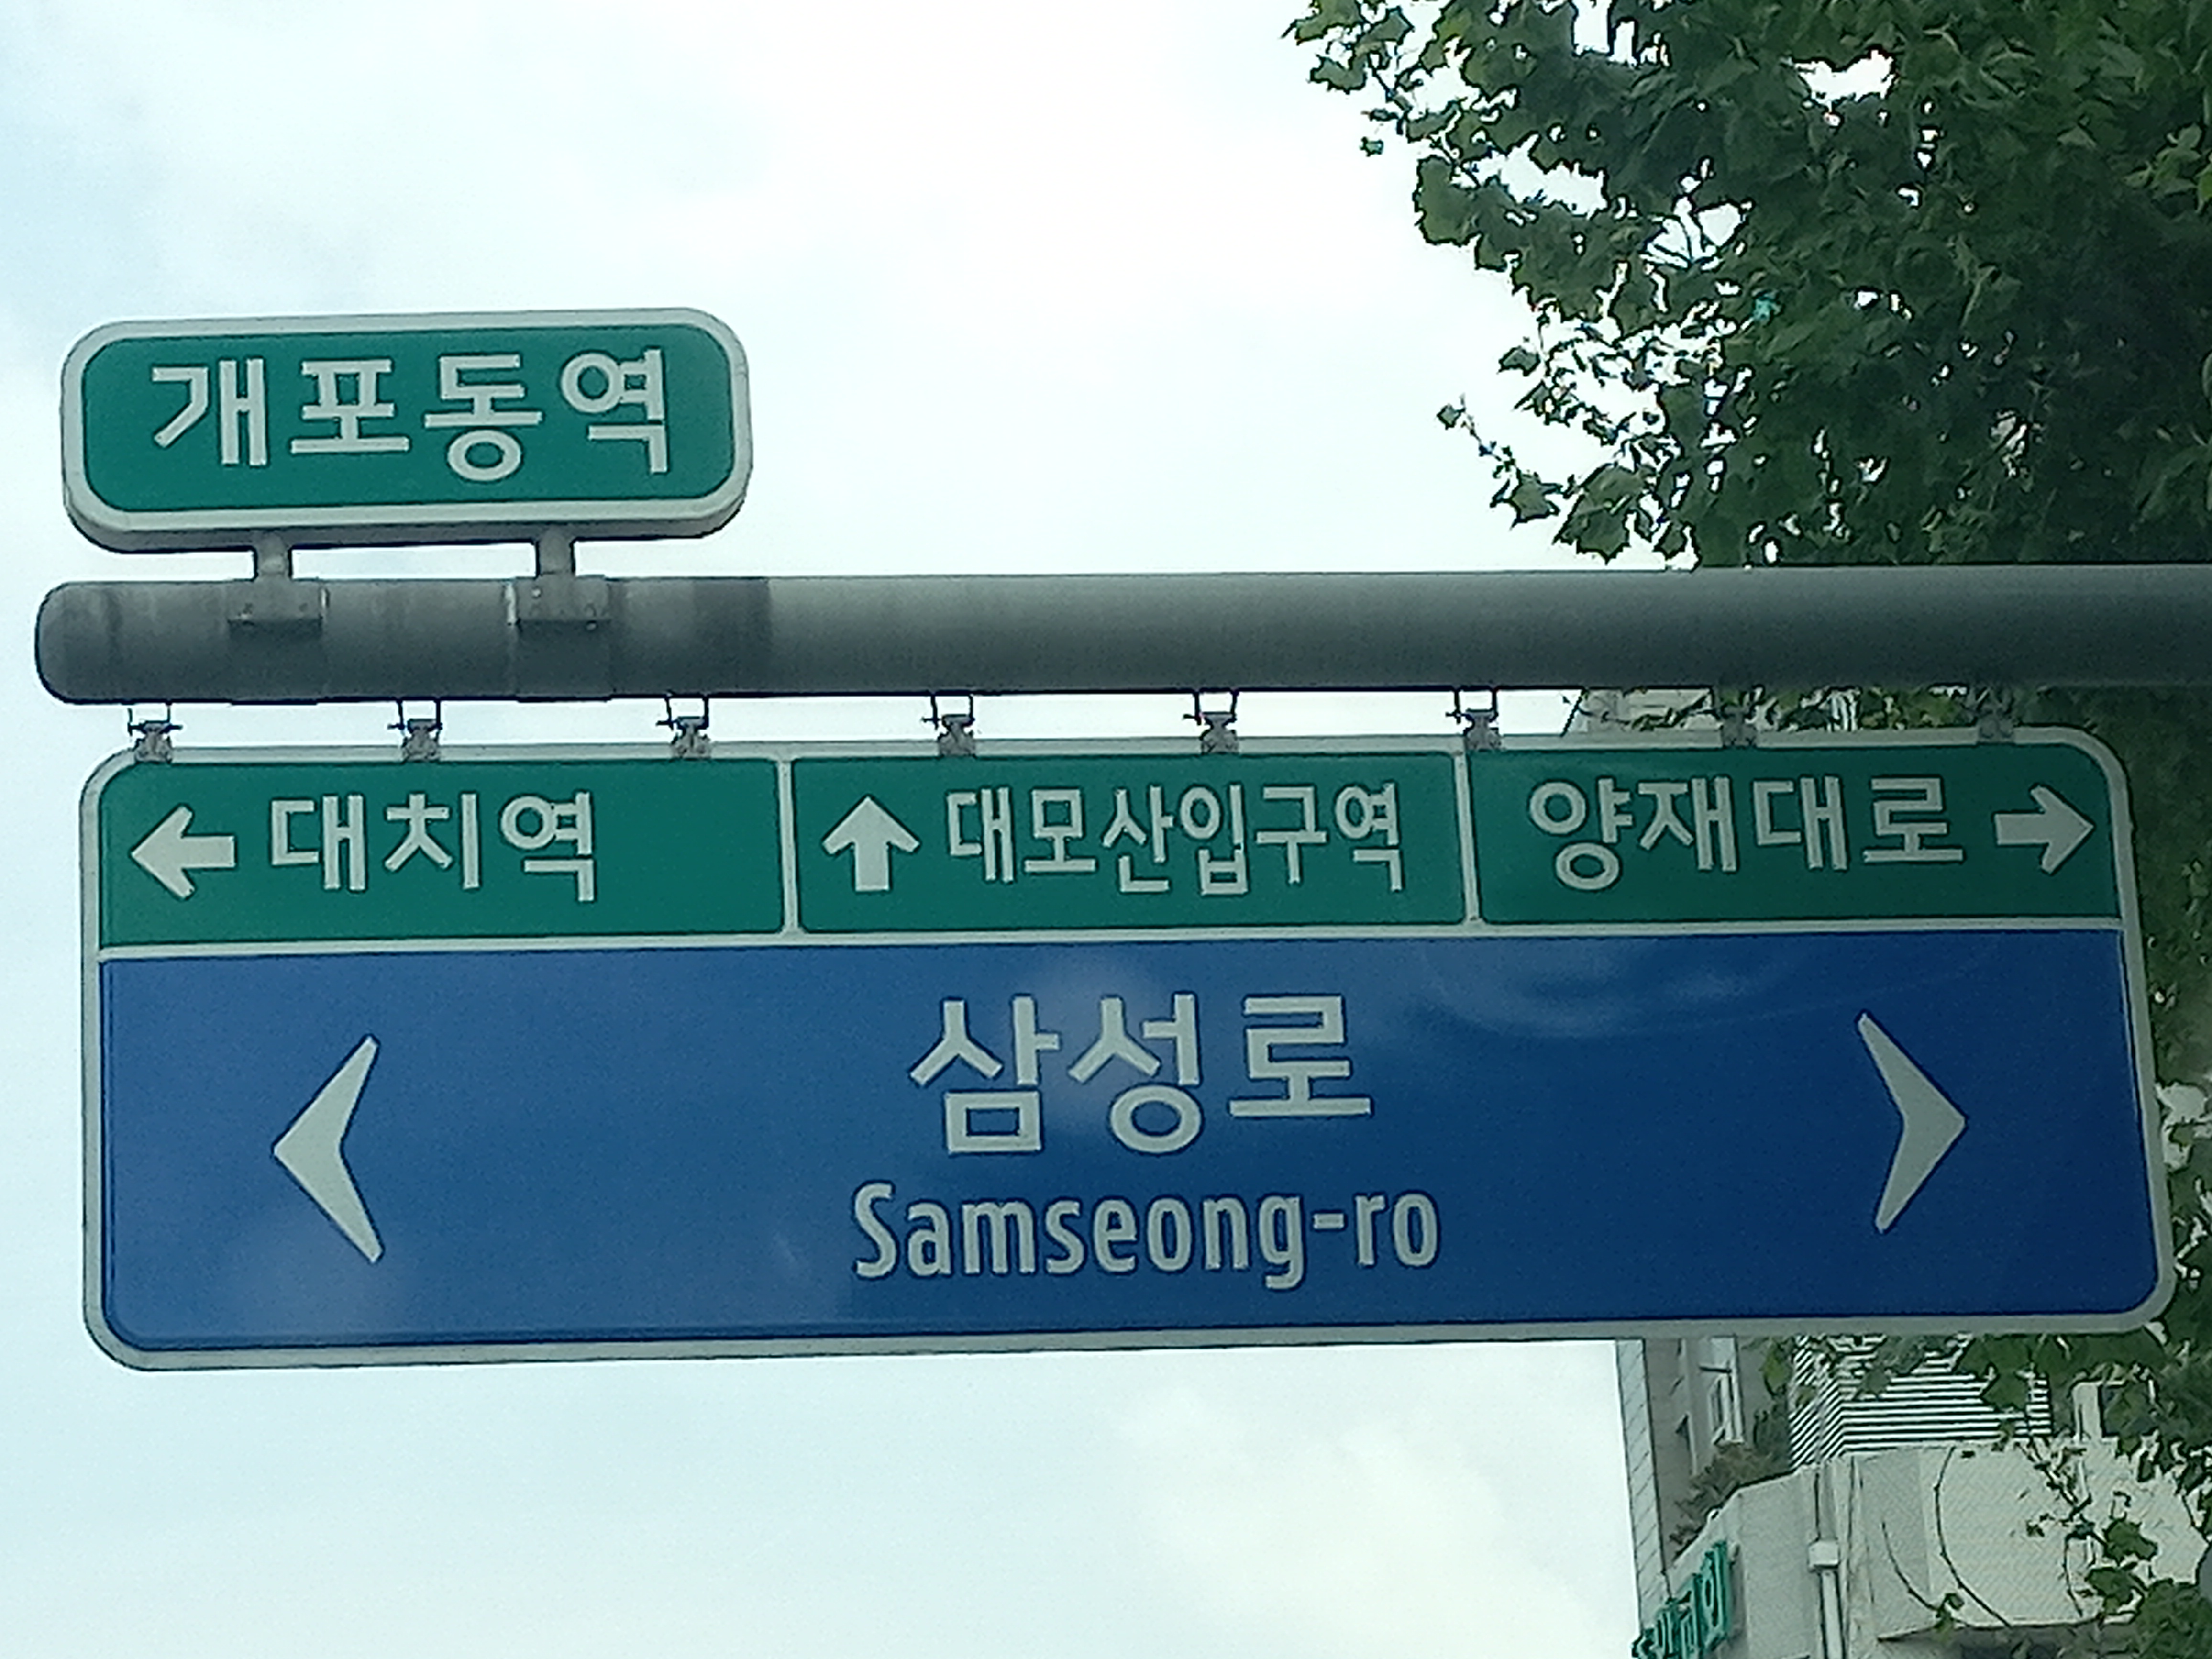 개포동역
← 대치역
↑ 대모산입구역
양재대로 →
삼성로
Samseong-ro